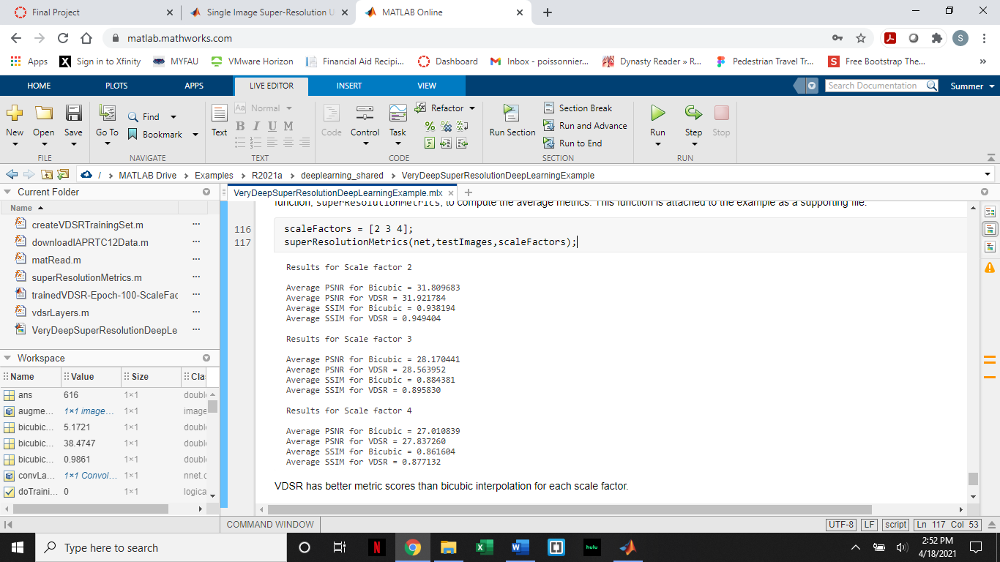 Final Project
Single Image Super-Resolution U
MATLAB Online
matlab.mathworks.com
S
Apps
Sign in to Xfinity
MYFAU
VMware Horizon
Financial Aid Recipi...
Dashboard
Inbox - poissonnier...
Dynasty Reader » R...
Pedestrian Travel Tr...
Free Bootstrap The...
HOME
PLOTS
APPS
LIVE EDITOR
INSERT
VIEW
Search Documentation
Summer
New
Open
Save
FILE
Go To
Find
Bookmark
NAVIGATE
Text
Aa Normal
B I U M
TEXT
Code
Control
Task
Refactor
CODE
Run Section
Section Break
Run and Advance
Run to End
SECTION
Run
Step
Stop
RUN
/ MATLAB Drive Examples R2021a deeplearning_shared VeryDeepSuperResolutionDeepLearningExample
Current Folder
Name
createVDSRTrainingSet.m
downloadIAPRTC12Data.m
matRead.m
superResolutionMetrics.m
trainedVDSR-Epoch-100-ScaleFac
vdsrLayers.m
VeryDeepSuperResolutionDeepLe
Workspace
Name Value Size Cla
ans 616 1×1 doubl
augme... 1×1 image... 1×1 image
bicubic... 5.1721 1×1 doubl
bicubic... 38.4747 1×1 doubl
bicubic... 0.9861 1×1 doubl
convLa... 1×1 Convol... 1×1 nnet.c
doTraini... 0 1×1 logica
VeryDeepSuperResolutionDeepLearningExample.mlx
function, superResolutionMetrics, to compute the average metrics. This function is attached to the example as a supporting file.
116 scaleFactors = [2 3 4];
117 superResolutionMetrics(net,testImages,scaleFactors);
Results for Scale factor 2
Average PSNR for Bicubic = 31.809683
Average PSNR for VDSR = 31.921784
Average SSIM for Bicubic = 0.938194
Average SSIM for VDSR = 0.949404
Results for Scale factor 3
Average PSNR for Bicubic = 28.170441
Average PSNR for VDSR = 28.563952
Average SSIM for Bicubic = 0.884381
Average SSIM for VDSR = 0.895830
Results for Scale factor 4
Average PSNR for Bicubic = 27.010839
Average PSNR for VDSR = 27.837260
Average SSIM for Bicubic = 0.861604
Average SSIM for VDSR = 0.877132
VDSR has better metric scores than bicubic interpolation for each scale factor.
COMMAND WINDOW
UTF-8 LF script Ln 117 Col 53
Type here to search
hulu
2:52 PM
4/18/2021